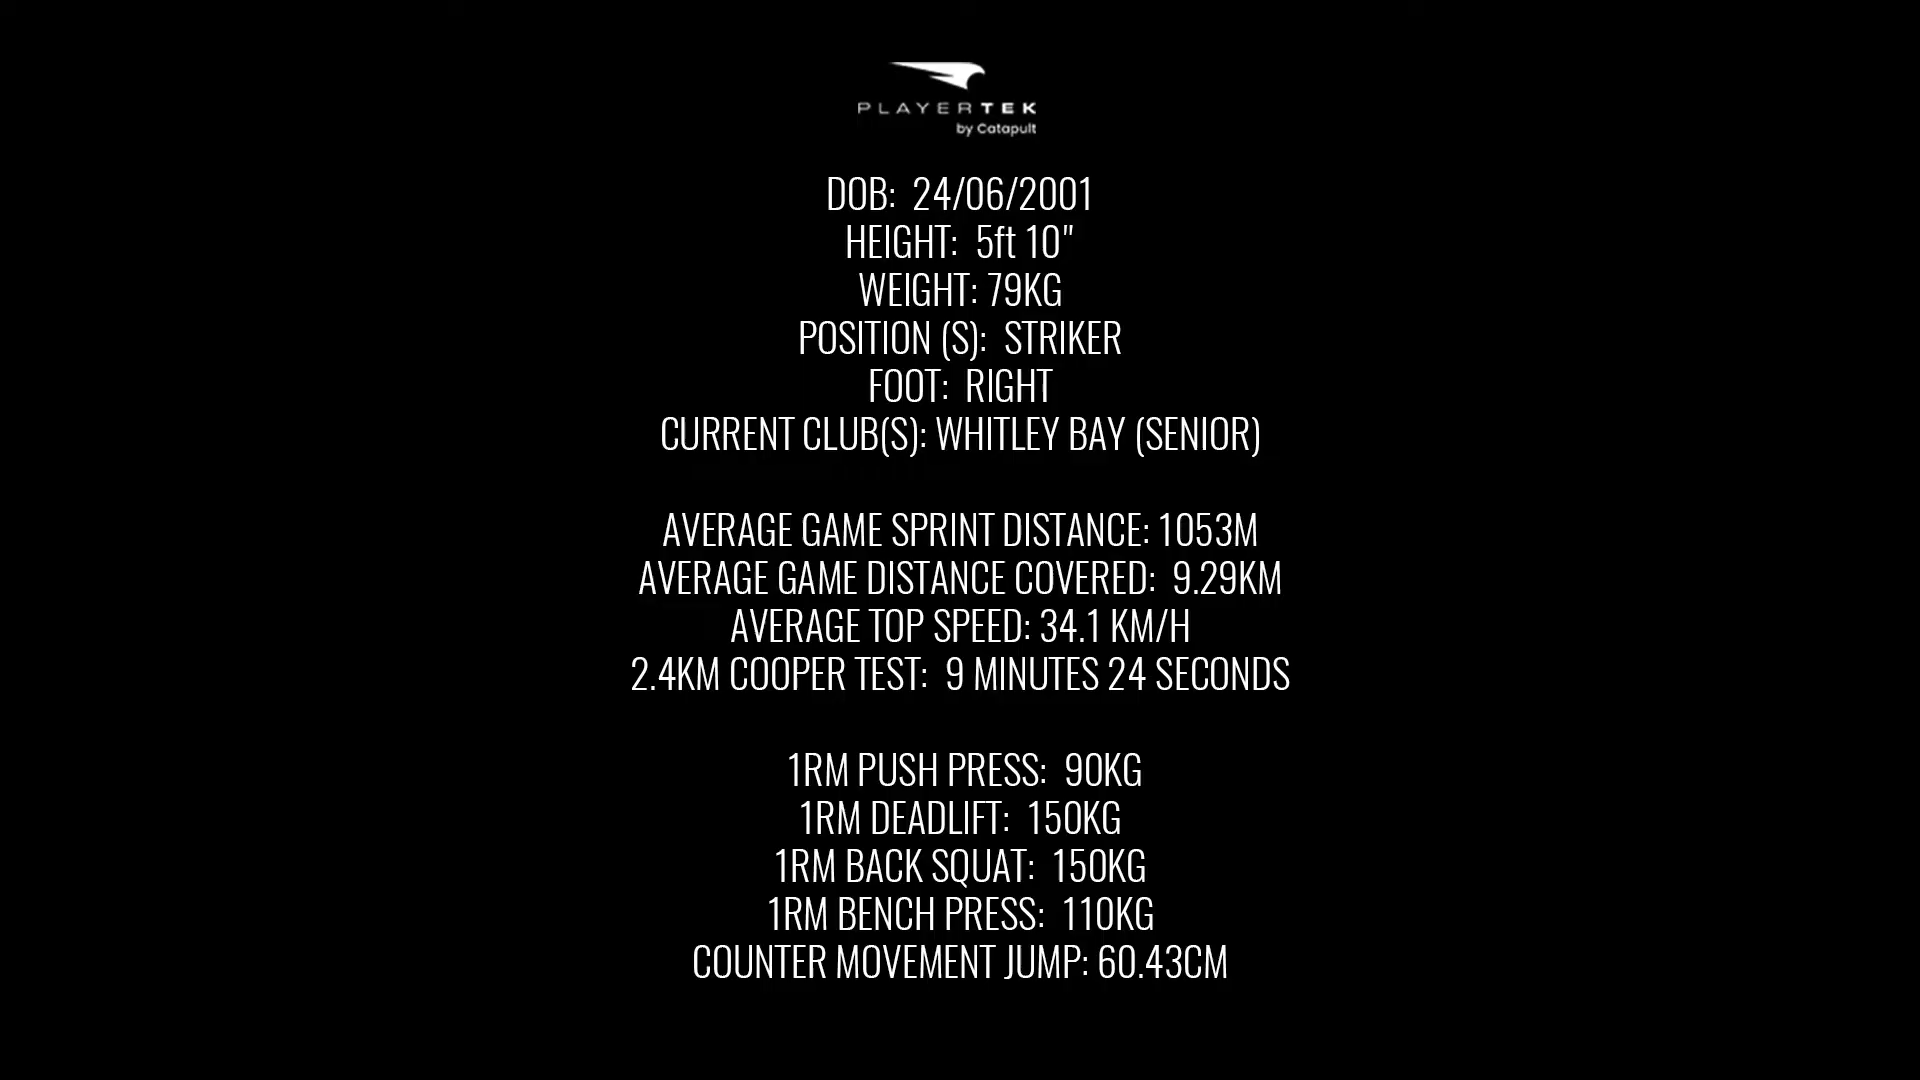 PLAYERTEK
by Catapult
DOB: 24/06/2001
HEIGHT: 5ft 10"
WEIGHT: 79KG
POSITION (S): STRIKER
FOOT: RIGHT
CURRENT CLUB(S): WHITLEY BAY (SENIOR)
AVERAGE GAME SPRINT DISTANCE: 1053M
AVERAGE GAME DISTANCE COVERED: 9.29KM
AVERAGE TOP SPEED: 34.1 KM/H
2.4KM COOPER TEST: 9 MINUTES 24 SECONDS
1RM PUSH PRESS: 90KG
1RM DEADLIFT: 150KG
1RM BACK SQUAT: 150KG
1RM BENCH PRESS: 110KG
COUNTER MOVEMENT JUMP: 60.43CM